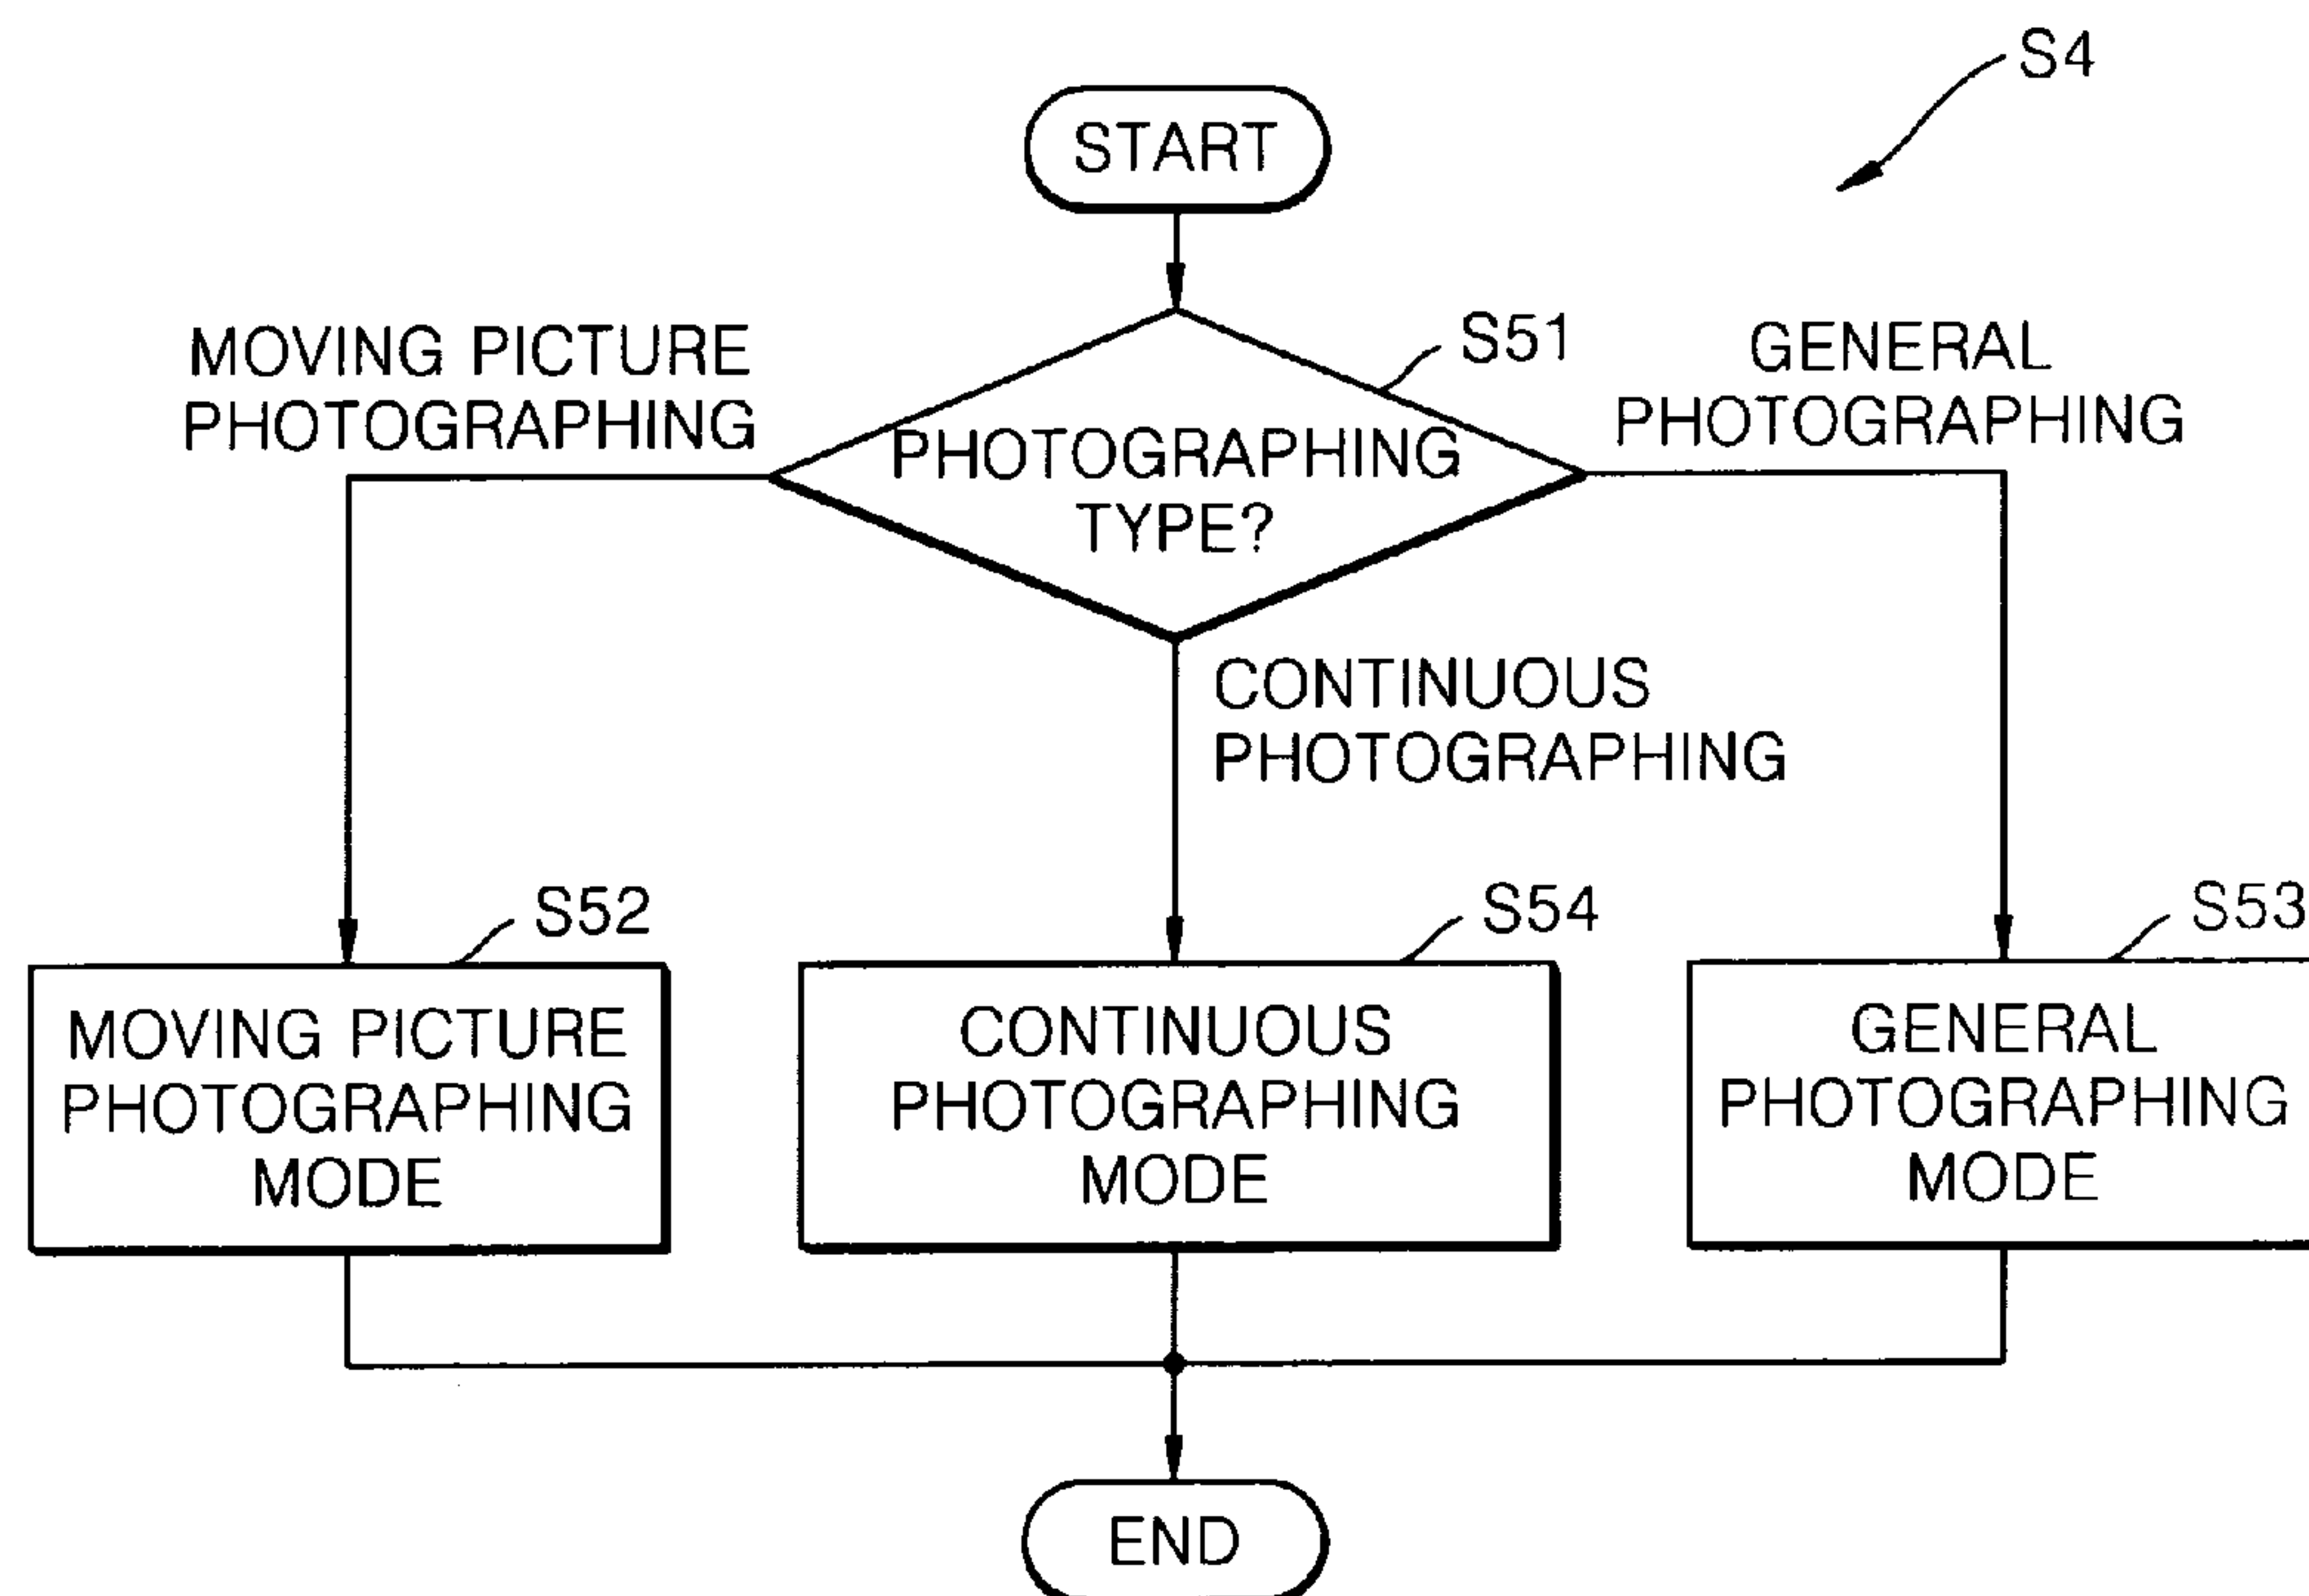 S4
START
MOVING PICTURE
PHOTOGRAPHING
S51
GENERAL
PHOTOGRAPHING
PHOTOGRAPHING
TYPE?
CONTINUOUS
PHOTOGRAPHING
S52
S54
S53
MOVING PICTURE
PHOTOGRAPHING
MODE
CONTINUOUS
PHOTOGRAPHING
MODE
GENERAL
PHOTOGRAPHING
MODE
END